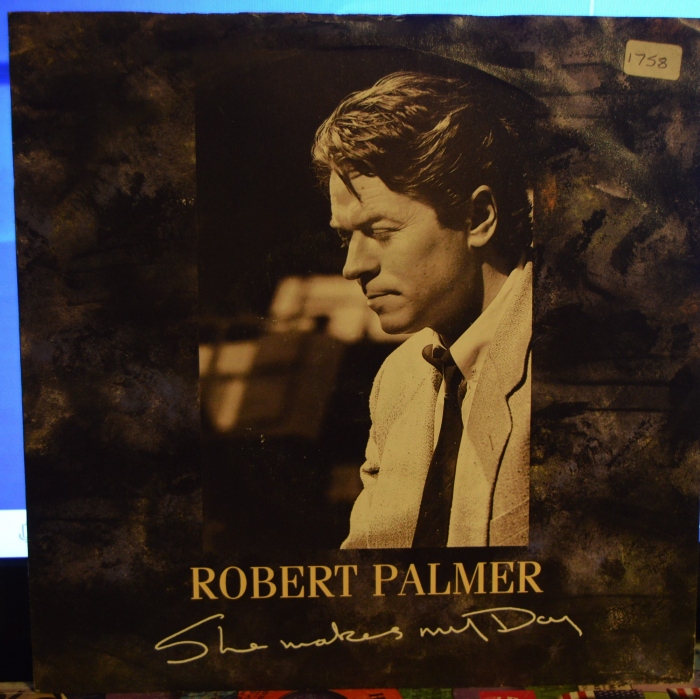 1758
ROBERT PALMER
She makes my Day